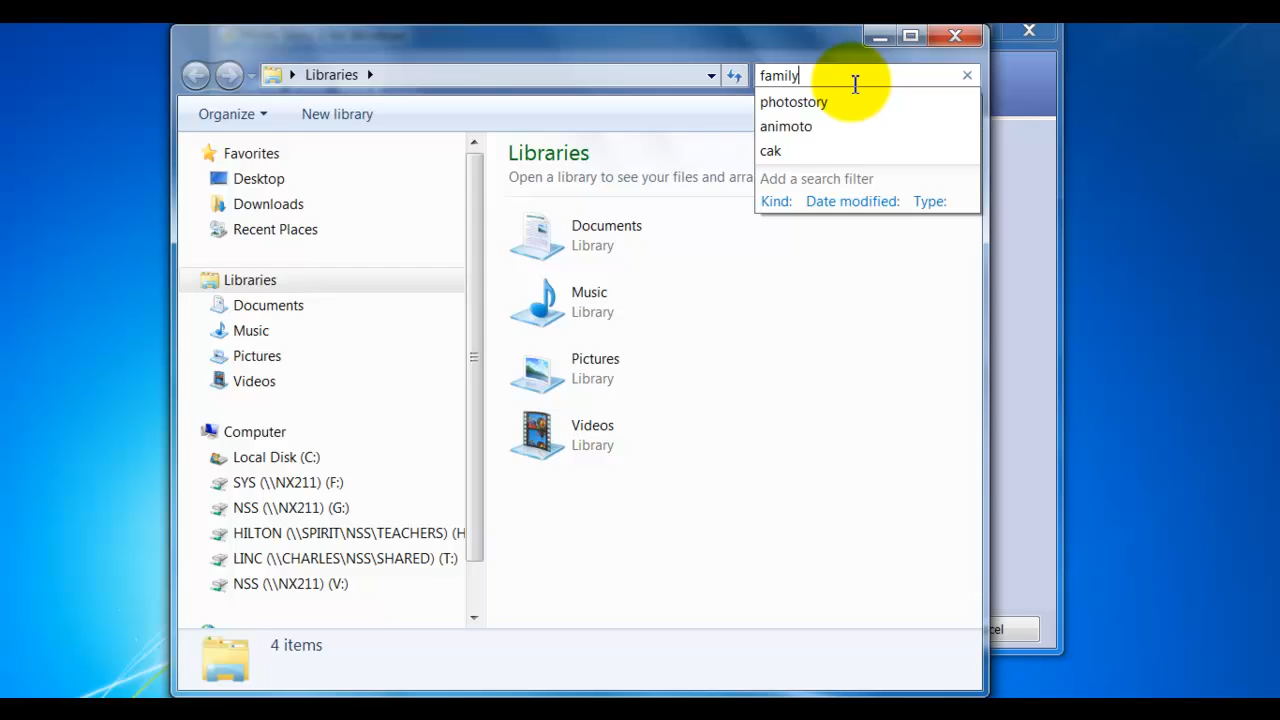 Libraries
family
photostory
animoto
cak
Add a search filter
Kind: Date modified: Type:
Organize
New library
Favorites
Desktop
Downloads
Recent Places
Libraries
Documents
Music
Pictures
Videos
Computer
Local Disk (C:)
SYS (\\NX211) (F:)
NSS (\\NX211) (G:)
HILTON (\\SPIRIT\NSS\TEACHERS) (H
LINC (\\CHARLES\NSS\SHARED) (T:)
NSS (\\NX211) (V:)
Libraries
Open a library to see your files and arra
Documents
Library
Music
Library
Pictures
Library
Videos
Library
cel
4 items